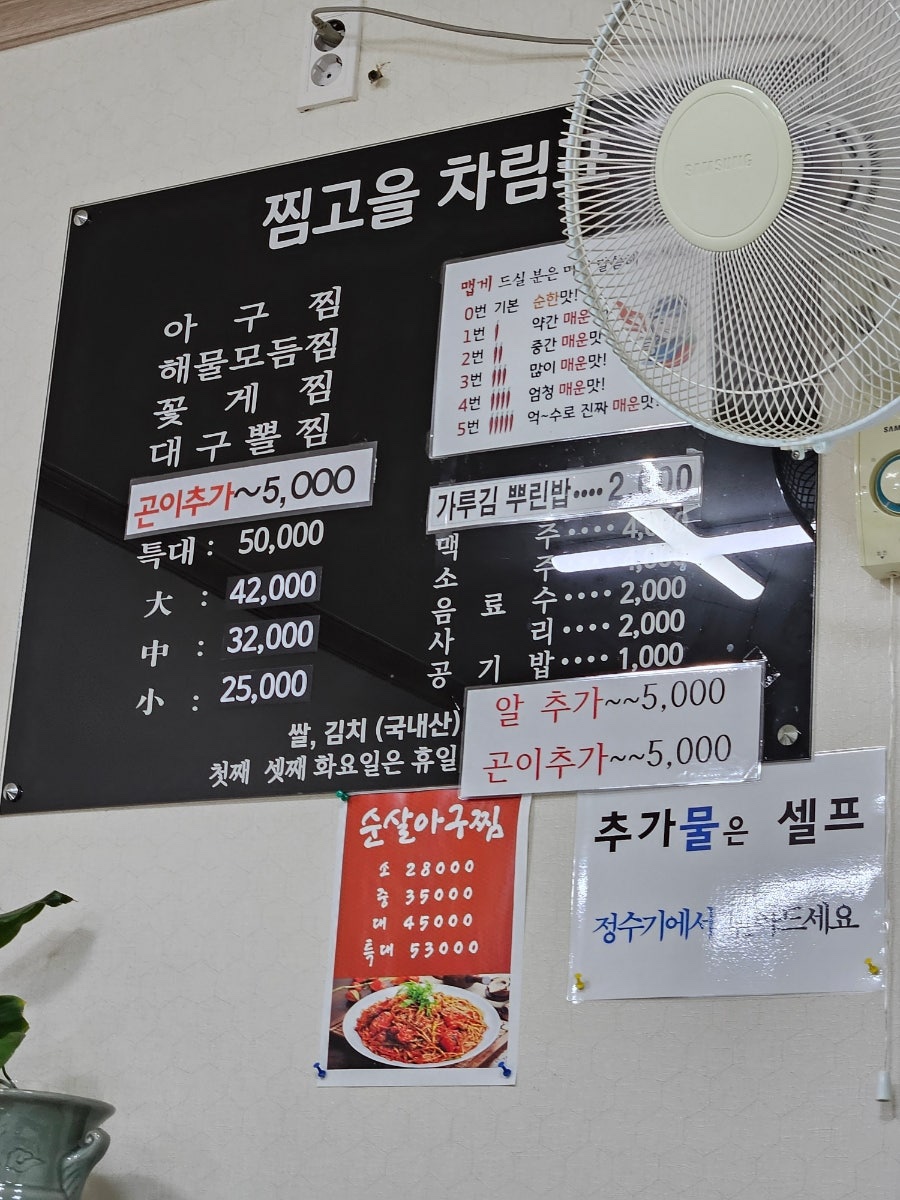 찜고을 차림표
아 구 찜
해물모듬찜
꽃 게 찜
대구뽈찜
곤이추가~5,000
특대 : 50,000
大 : 42,000
中 : 32,000
小 : 25,000
쌀, 김치 (국내산)
첫째 셋째 화요일은 휴일
맵게 드실 분은
0번 기본 순한맛!
1번 약간 매운
2번 중간 매운맛
3번 많이 매운맛!
4번 엄청 매운맛!
5번 억~수로 진짜 매운맛!
가루김 뿌린밥···· 2,000
맥 주····
소 주
음 료 수···· 2,000
사 리···· 2,000
공 기 밥···· 1,000
알 추가~~5,000
곤이추가~~5,000
순살아구찜
소 28000
중 35000
대 45000
특대 53000
추가물은 셀프
정수기에서
SAMSUNG